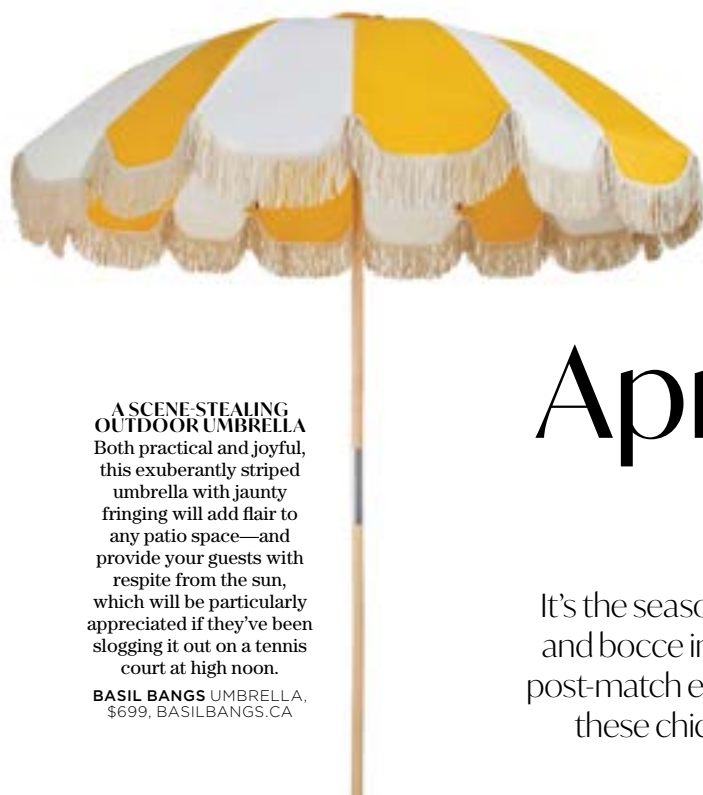 A SCENE-STEALING
OUTDOOR UMBRELLA
Both practical and joyful,
this exuberantly striped
umbrella with jaunty
fringing will add flair to
any patio space—and
provide your guests with
respite from the sun,
which will be particularly
appreciated if they’ve been
slogging it out on a tennis
court at high noon.
BASIL BANGS UMBRELLA,
$699, BASILBANGS.CA
Apr
It’s the seaso
and bocce i
post-match e
these chic